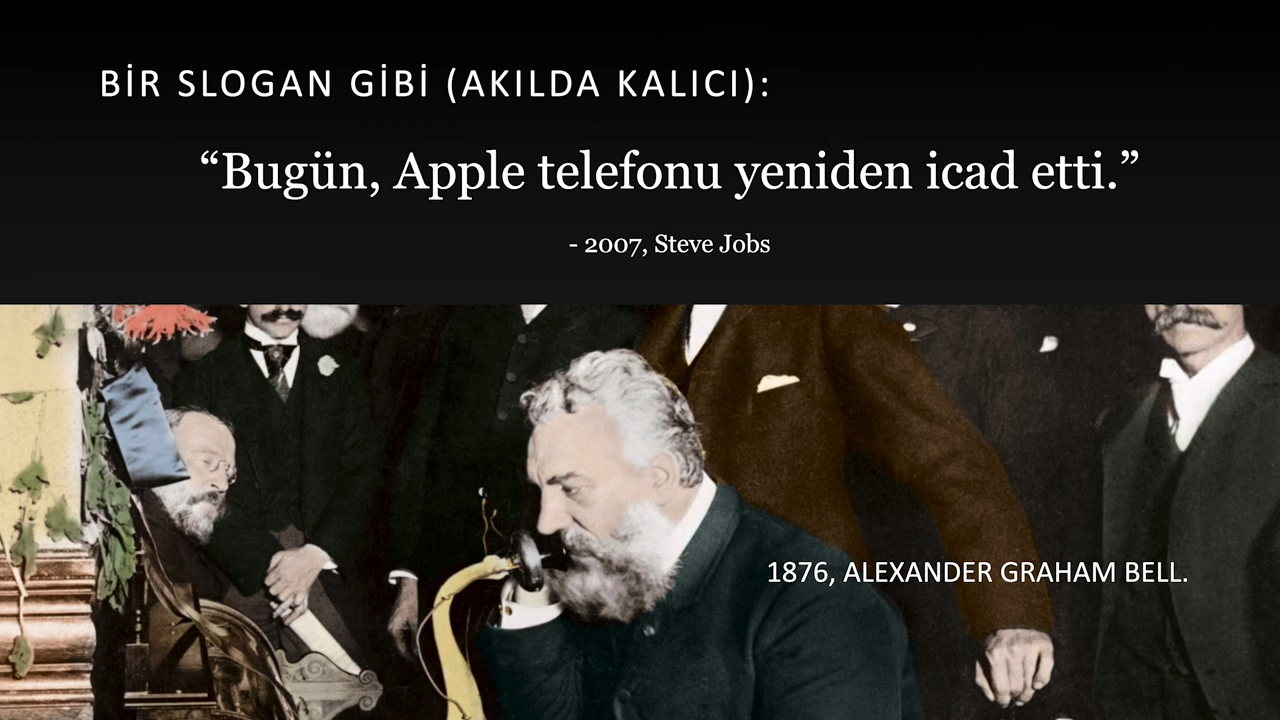 BİR SLOGAN GİBİ (AKILDA KALICI):
“Bugün, Apple telefonu yeniden icad etti.”
- 2007, Steve Jobs
1876, ALEXANDER GRAHAM BELL.